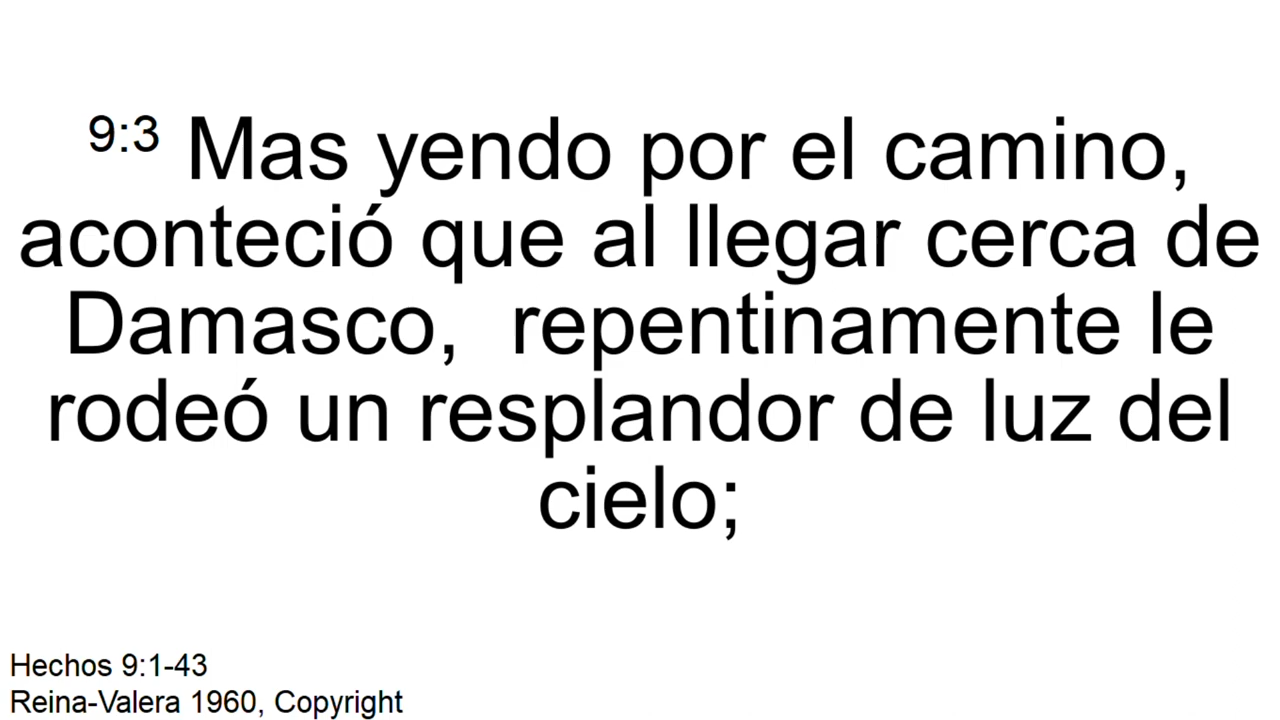 9:3 Mas yendo por el camino,
aconteció que al llegar cerca de
Damasco,  repentinamente le
rodeó un resplandor de luz del
cielo;
Hechos 9:1-43
Reina-Valera 1960, Copyright